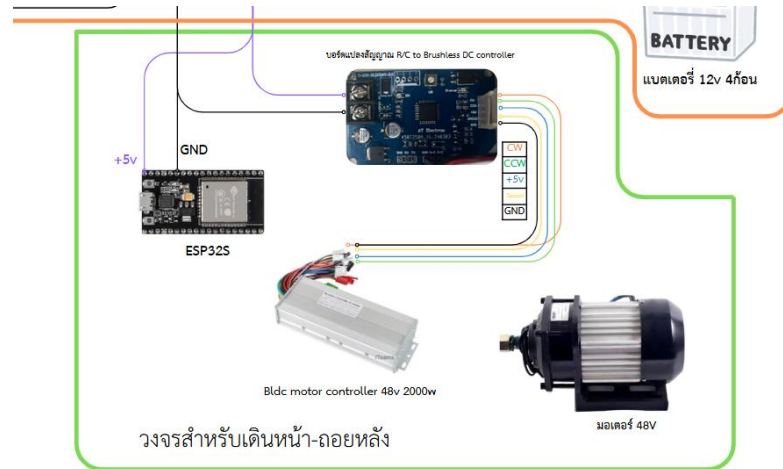 BATTERY
แบตเตอรี่ 12v 4ก้อน
บอร์ดแปลงสัญญาณ R/C to Brushless DC controller
GND
+5v
ESP32S
CW
CCW
+5v
GND
Bldc motor controller 48v 2000w
มอเตอร์ 48V
วงจรสำหรับเดินหน้า-ถอยหลัง